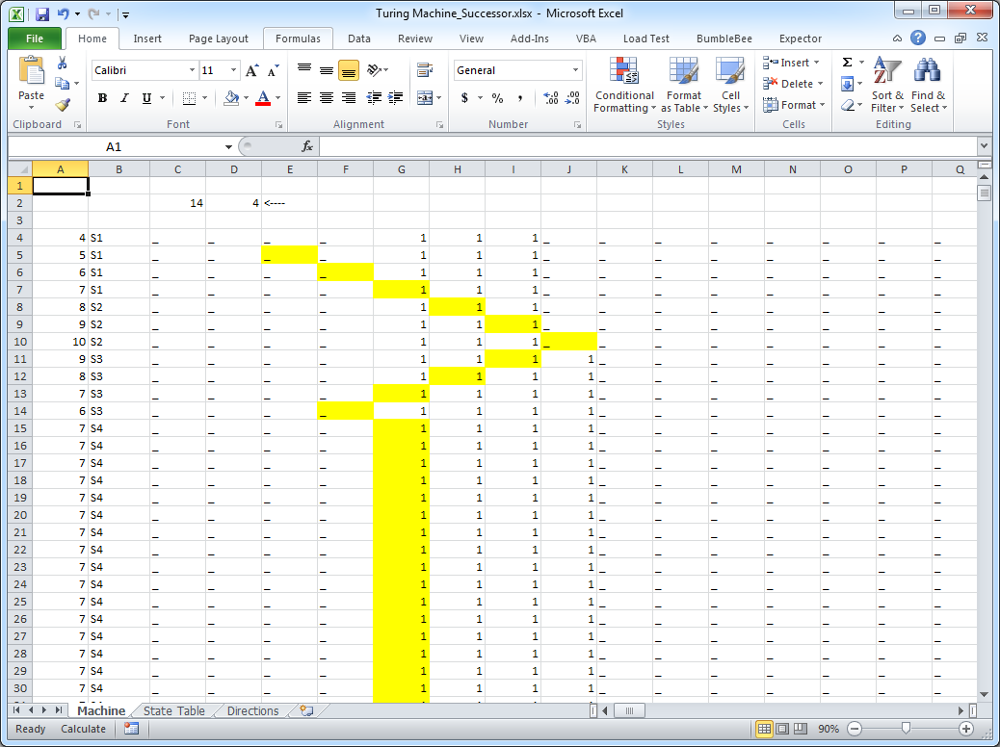 Turing Machine_Successor.xlsx - Microsoft Excel
File Home Insert Page Layout Formulas Data Review View Add-Ins VBA Load Test BumbleBee Expector
Paste Calibri 11 A A General Conditional Formatting Format as Table Cell Styles Insert Delete Format Σ Sort & Filter Find & Select
B I U A $ % , .00 .0
Clipboard Font Alignment Number Styles Cells Editing
A1 fx
A B C D E F G H I J K L M N O P Q
1
2 14 4 <----
3
4 4 S1 _ _ _ _ 1 1 1 _ _ _ _ _ _ _ _
5 5 S1 _ _ _ _ 1 1 1 _ _ _ _ _ _ _ _
6 6 S1 _ _ _ _ 1 1 1 _ _ _ _ _ _ _ _
7 7 S1 _ _ _ _ 1 1 1 _ _ _ _ _ _ _ _
8 8 S2 _ _ _ _ 1 1 1 _ _ _ _ _ _ _ _
9 9 S2 _ _ _ _ 1 1 1 _ _ _ _ _ _ _ _
10 10 S2 _ _ _ _ 1 1 1 _ _ _ _ _ _ _ _
11 9 S3 _ _ _ _ 1 1 1 1 _ _ _ _ _ _ _
12 8 S3 _ _ _ _ 1 1 1 1 _ _ _ _ _ _ _
13 7 S3 _ _ _ _ 1 1 1 1 _ _ _ _ _ _ _
14 6 S3 _ _ _ _ 1 1 1 1 _ _ _ _ _ _ _
15 7 S4 _ _ _ _ 1 1 1 1 _ _ _ _ _ _ _
16 7 S4 _ _ _ _ 1 1 1 1 _ _ _ _ _ _ _
17 7 S4 _ _ _ _ 1 1 1 1 _ _ _ _ _ _ _
18 7 S4 _ _ _ _ 1 1 1 1 _ _ _ _ _ _ _
19 7 S4 _ _ _ _ 1 1 1 1 _ _ _ _ _ _ _
20 7 S4 _ _ _ _ 1 1 1 1 _ _ _ _ _ _ _
21 7 S4 _ _ _ _ 1 1 1 1 _ _ _ _ _ _ _
22 7 S4 _ _ _ _ 1 1 1 1 _ _ _ _ _ _ _
23 7 S4 _ _ _ _ 1 1 1 1 _ _ _ _ _ _ _
24 7 S4 _ _ _ _ 1 1 1 1 _ _ _ _ _ _ _
25 7 S4 _ _ _ _ 1 1 1 1 _ _ _ _ _ _ _
26 7 S4 _ _ _ _ 1 1 1 1 _ _ _ _ _ _ _
27 7 S4 _ _ _ _ 1 1 1 1 _ _ _ _ _ _ _
28 7 S4 _ _ _ _ 1 1 1 1 _ _ _ _ _ _ _
29 7 S4 _ _ _ _ 1 1 1 1 _ _ _ _ _ _ _
30 7 S4 _ _ _ _ 1 1 1 1 _ _ _ _ _ _ _
Machine State Table Directions
Ready Calculate 90%